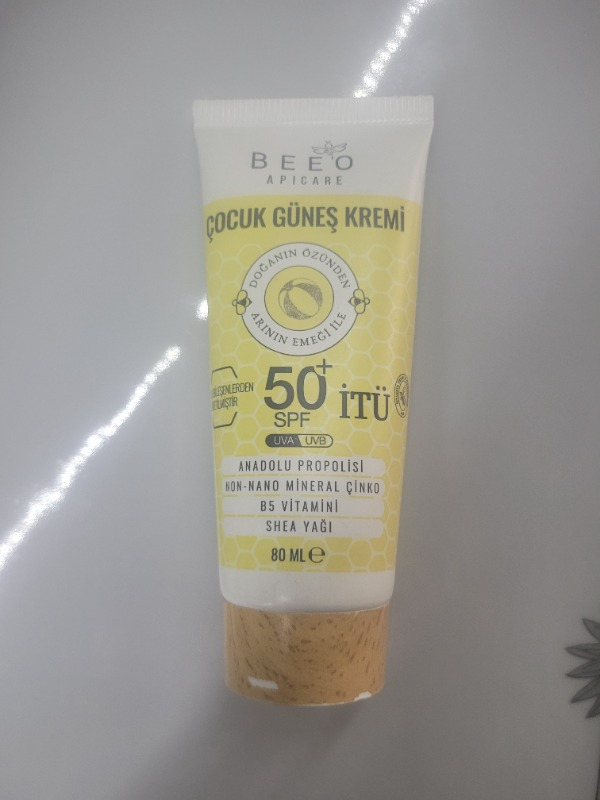 BEE'O
APICARE
ÇOCUK GÜNEŞ KREMİ
DOĞANIN ÖZÜNDEN
ARININ EMEĞİ İLE
50+
SPF
İTÜ
UVA UVB
ANADOLU PROPOLİSİ
NON-NANO MİNERAL ÇİNKO
B5 VİTAMİNİ
SHEA YAĞI
80 ML e